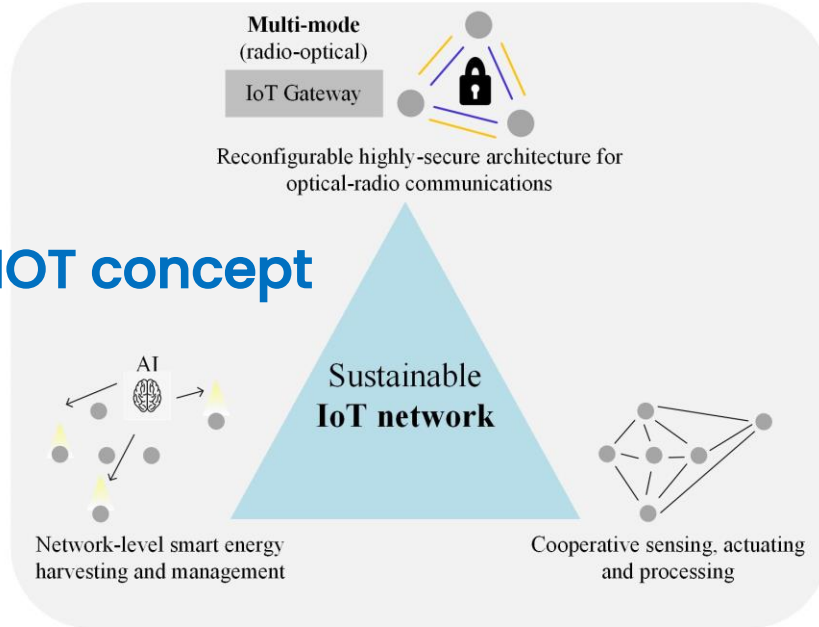 Multi-mode
(radio-optical)
IoT Gateway
Reconfigurable highly-secure architecture for
optical-radio communications
IOT concept
AI
Sustainable
IoT network
Network-level smart energy
harvesting and management
Cooperative sensing, actuating
and processing